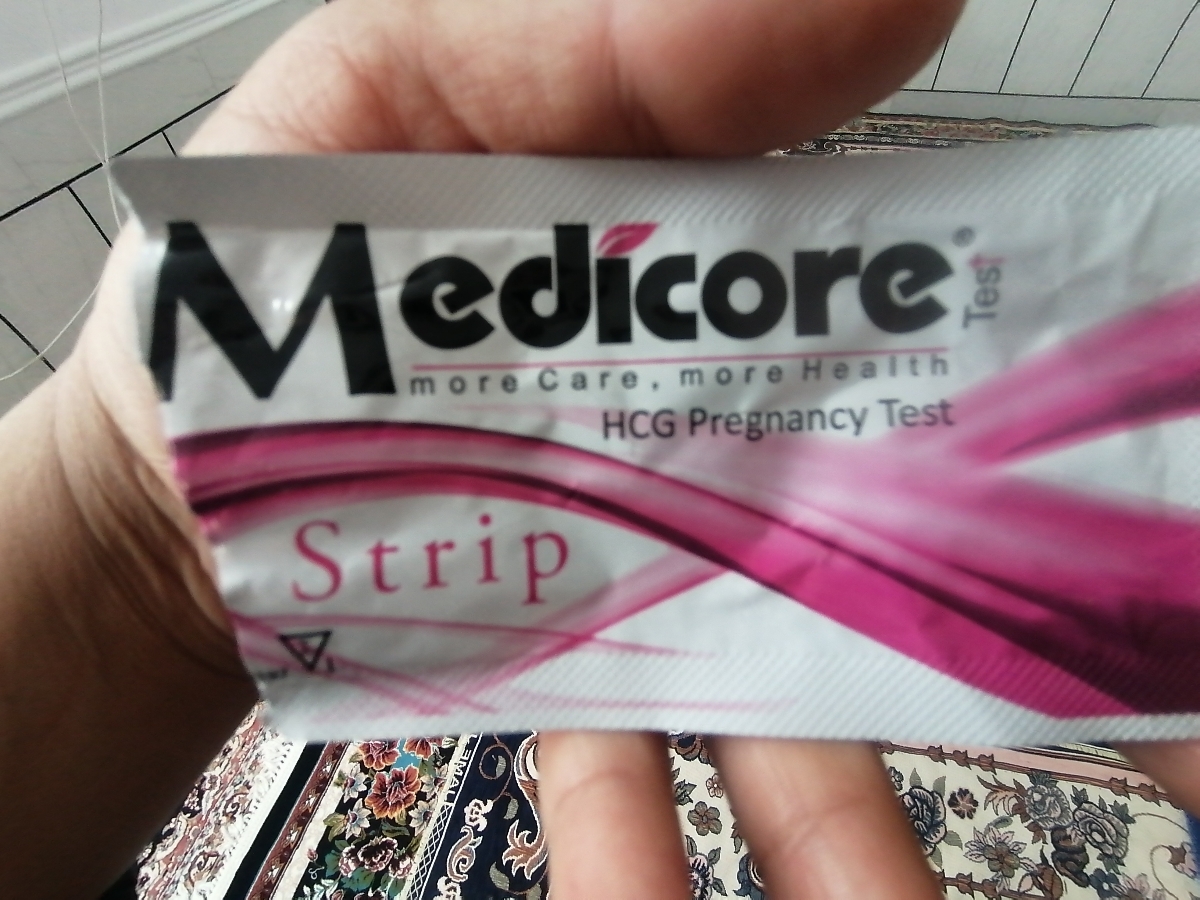 Medicore®
Test
more Care, more Health
HCG Pregnancy Test
Strip